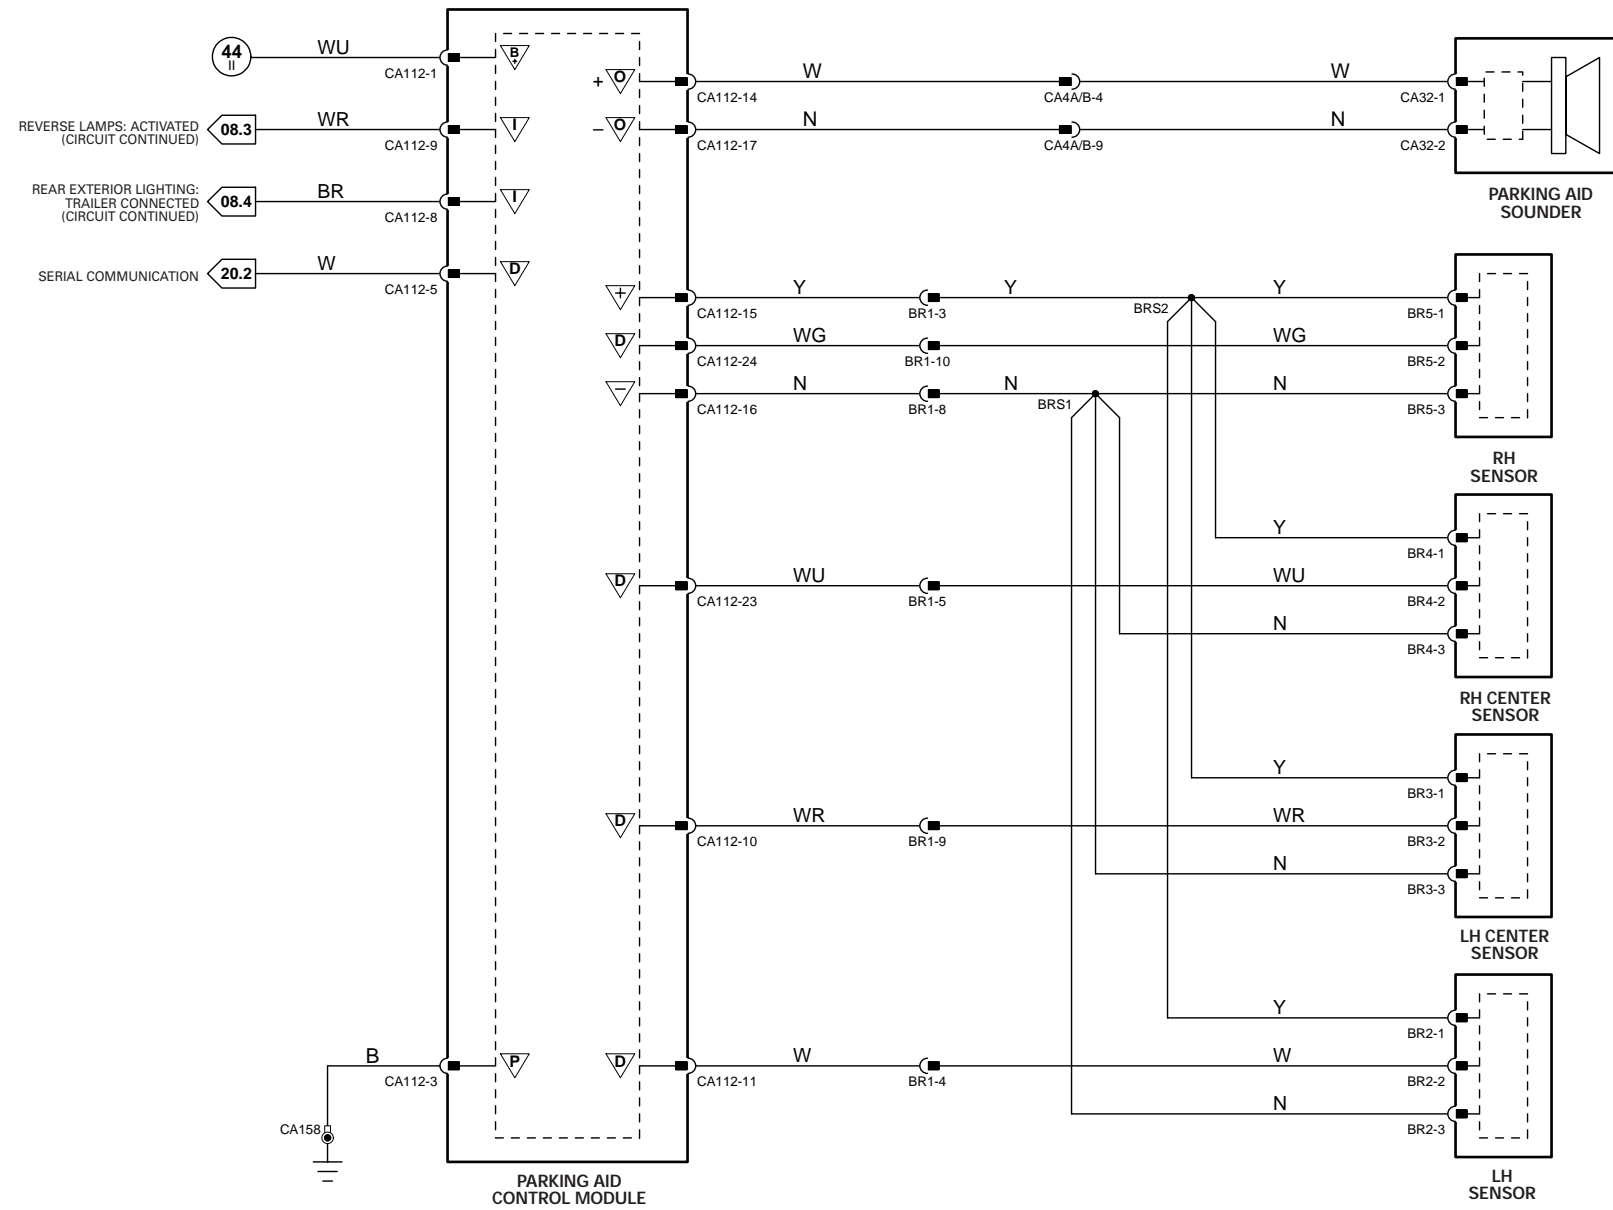 44
II
WU
CA112-1
B
+
+ O
CA112-14
W
CA4A/B-4
W
CA32-1
REVERSE LAMPS: ACTIVATED
(CIRCUIT CONTINUED)
08.3
WR
CA112-9
I
– O
CA112-17
N
CA4A/B-9
N
CA32-2
PARKING AID
SOUNDER
REAR EXTERIOR LIGHTING:
TRAILER CONNECTED
(CIRCUIT CONTINUED)
08.4
BR
CA112-8
I
SERIAL COMMUNICATION
20.2
W
CA112-5
D
+
CA112-15
Y
BR1-3
Y
BRS2
Y
BR5-1
D
CA112-24
WG
BR1-10
WG
BR5-2
–
CA112-16
N
BR1-8
N
BRS1
N
BR5-3
RH
SENSOR
Y
BR4-1
D
CA112-23
WU
BR1-5
WU
BR4-2
N
BR4-3
RH CENTER
SENSOR
Y
BR3-1
D
CA112-10
WR
BR1-9
WR
BR3-2
N
BR3-3
LH CENTER
SENSOR
Y
BR2-1
B
CA112-3
P
D
CA112-11
W
BR1-4
W
BR2-2
N
BR2-3
CA158
LH
SENSOR
PARKING AID
CONTROL MODULE